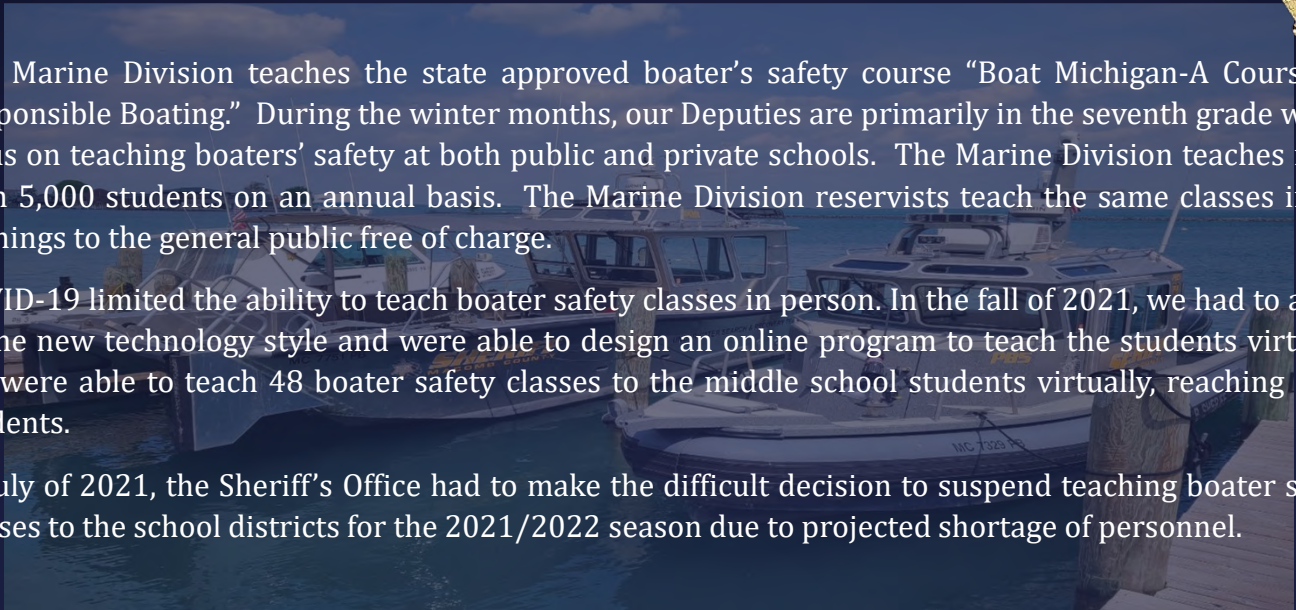 Marine Division teaches the state approved boater’s safety course “Boat Michigan-A Cours
ponsible Boating.” During the winter months, our Deputies are primarily in the seventh grade w
us on teaching boaters’ safety at both public and private schools. The Marine Division teaches
n 5,000 students on an annual basis. The Marine Division reservists teach the same classes i
nings to the general public free of charge.
VID-19 limited the ability to teach boater safety classes in person. In the fall of 2021, we had to a
he new technology style and were able to design an online program to teach the students virt
were able to teach 48 boater safety classes to the middle school students virtually, reaching
dents.
uly of 2021, the Sheriff’s Office had to make the difficult decision to suspend teaching boater s
ses to the school districts for the 2021/2022 season due to projected shortage of personnel.
SHERIFF
MC 7329